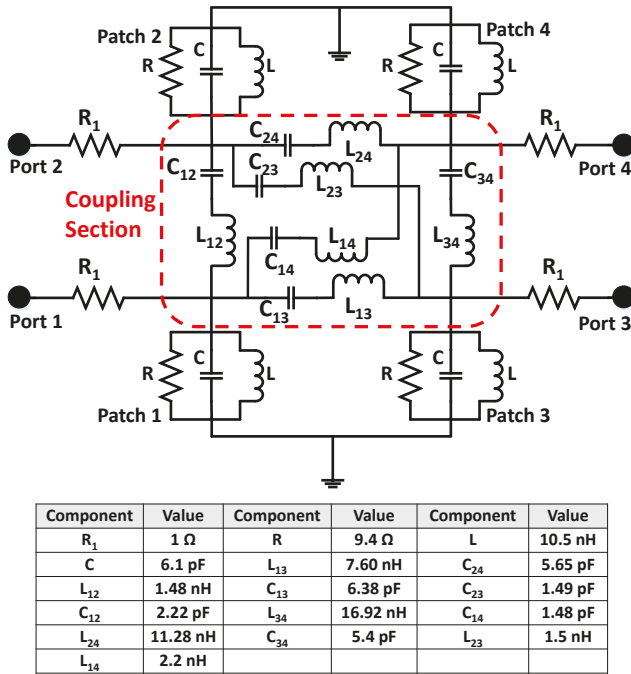 Patch 2
Patch 4
C
R
L
C
R
L
R₁
C₂₄
R₁
Port 2
L₂₄
Port 4
C₁₂
C₂₃
C₃₄
L₂₃
Coupling
Section
L₁₂
L₁₄
L₃₄
C₁₄
R₁
R₁
Port 1
C₁₃
L₁₃
Port 3
C
R
L
C
R
L
Patch 1
Patch 3
Component Value Component Value Component Value
R₁ 1 Ω R 9.4 Ω L 10.5 nH
C 6.1 pF L₁₃ 7.60 nH C₂₄ 5.65 pF
L₁₂ 1.48 nH C₁₃ 6.38 pF C₂₃ 1.49 pF
C₁₂ 2.22 pF L₃₄ 16.92 nH C₁₄ 1.48 pF
L₂₄ 11.28 nH C₃₄ 5.4 pF L₂₃ 1.5 nH
L₁₄ 2.2 nH